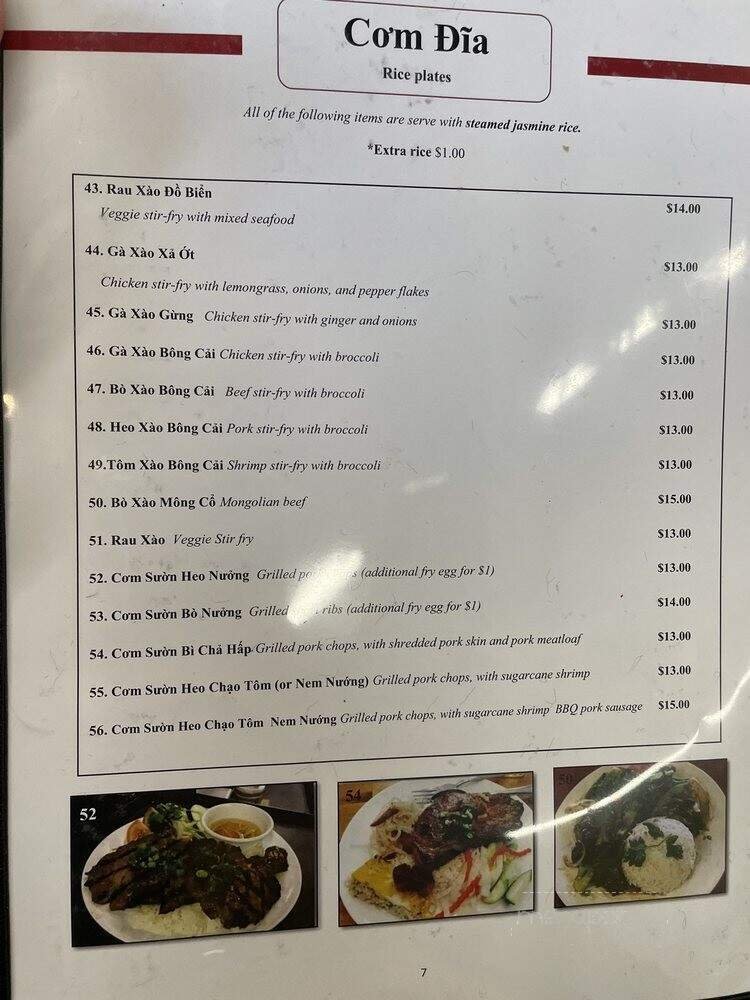 Cơm Đĩa
Rice plates
All of the following items are serve with steamed jasmine rice.
*Extra rice $1.00
43. Rau Xào Đồ Biển
Veggie stir-fry with mixed seafood $14.00
44. Gà Xào Xả Ớt
Chicken stir-fry with lemongrass, onions, and pepper flakes $13.00
45. Gà Xào Gừng Chicken stir-fry with ginger and onions $13.00
46. Gà Xào Bông Cải Chicken stir-fry with broccoli $13.00
47. Bò Xào Bông Cải Beef stir-fry with broccoli $13.00
48. Heo Xào Bông Cải Pork stir-fry with broccoli $13.00
49.Tôm Xào Bông Cải Shrimp stir-fry with broccoli $13.00
50. Bò Xào Mông Cổ Mongolian beef $15.00
51. Rau Xào Veggie Stir fry $13.00
52. Cơm Sườn Heo Nướng Grilled (additional fry egg for $1) $13.00
53. Cơm Sườn Bò Nướng Grilled ribs (additional fry egg for $1) $14.00
54. Cơm Sườn Bì Chả Hấp Grilled pork chops, with shredded pork skin and pork meatloaf $13.00
55. Cơm Sườn Heo Chạo Tôm (or Nem Nướng) Grilled pork chops, with sugarcane shrimp $13.00
56. Cơm Sườn Heo Chạo Tôm Nem Nướng Grilled pork chops, with sugarcane shrimp BBQ pork sausage $15.00
52
54
50
7